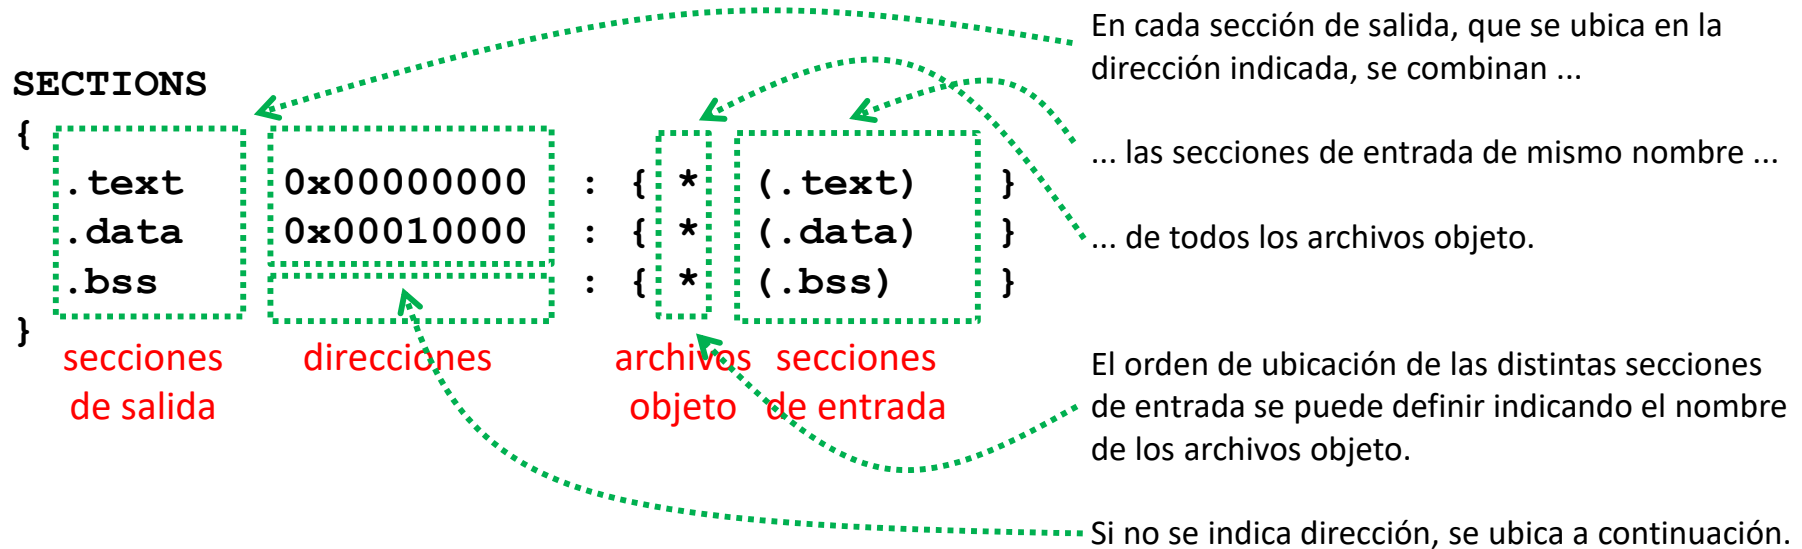 SECTIONS
{
.text 0x00000000 : { * (.text) }
.data 0x00010000 : { * (.data) }
.bss : { * (.bss) }
}
secciones
de salida
direcciones
archivos
objeto
secciones
de entrada
En cada sección de salida, que se ubica en la
dirección indicada, se combinan ...
... las secciones de entrada de mismo nombre ...
... de todos los archivos objeto.
El orden de ubicación de las distintas secciones
de entrada se puede definir indicando el nombre
de los archivos objeto.
Si no se indica dirección, se ubica a continuación.